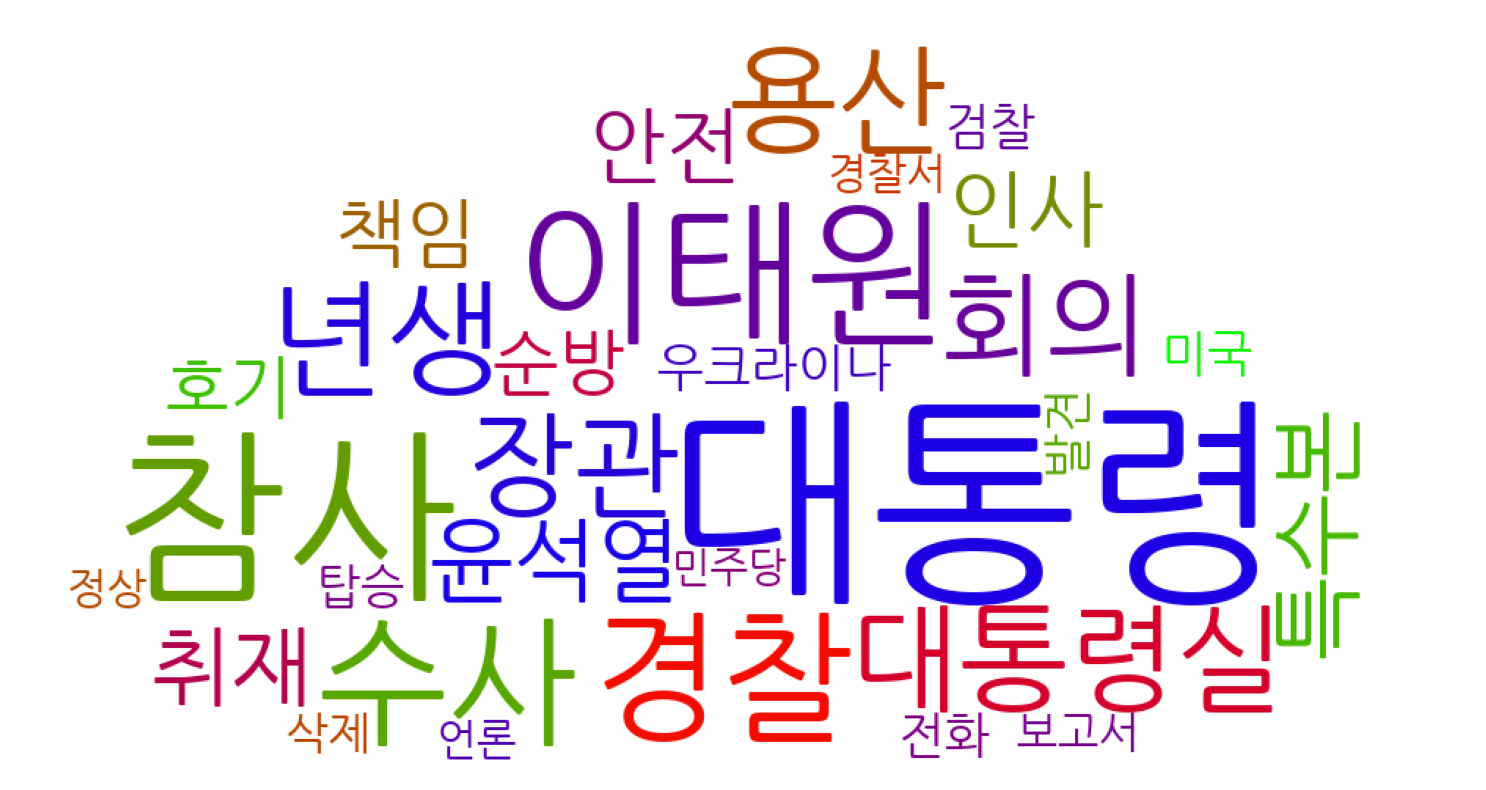 용산
안전
검찰
경찰서
인사
책임
이태원
회의
년생
순방
우크라이나
미국
호기
발견
참사
장관
대통령
특수본
윤석열
민주당
정상
탑승
취재
수사
경찰
대통령실
삭제
언론
전화
보고서